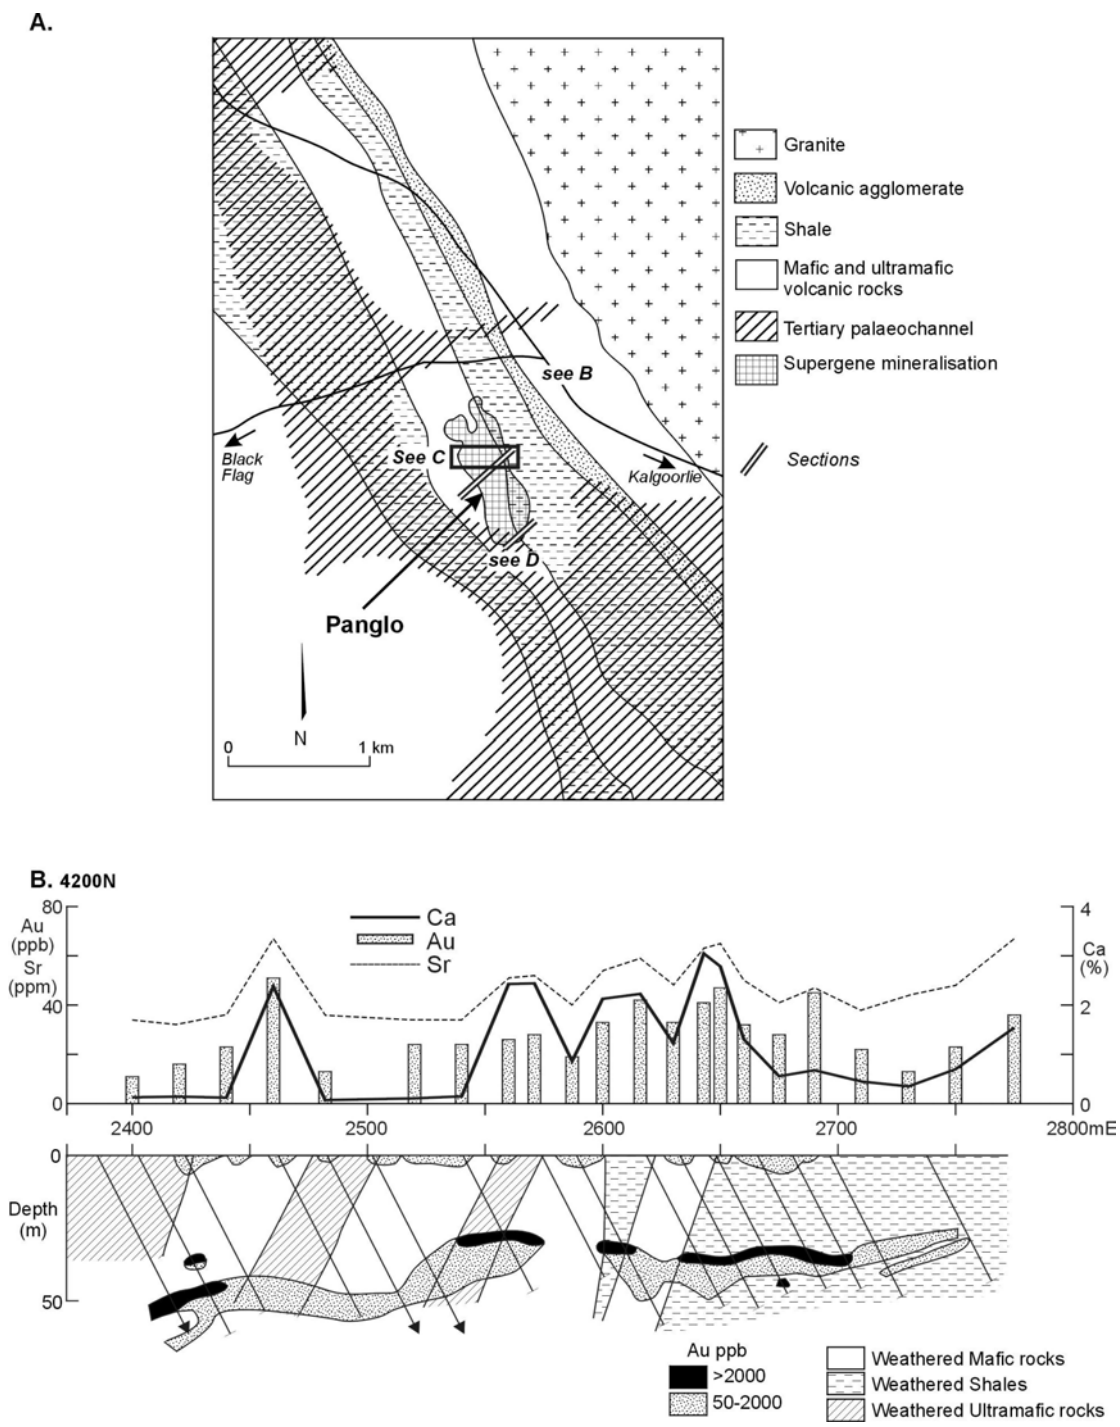 A.
Granite
Volcanic agglomerate
Shale
Mafic and ultramafic
volcanic rocks
Tertiary palaeochannel
Supergene mineralisation
Sections
see B
Black
Flag
See C
Kalgoorlie
see D
Panglo
N
0 1 km
B. 4200N
80
Au
(ppb)
Sr
(ppm)
40
0
Ca
Au
Sr
4
Ca
(%)
2
0
2400 2500 2600 2700 2800mE
0
Depth
(m)
50
Au ppb
>2000
50-2000
Weathered Mafic rocks
Weathered Shales
Weathered Ultramafic rocks